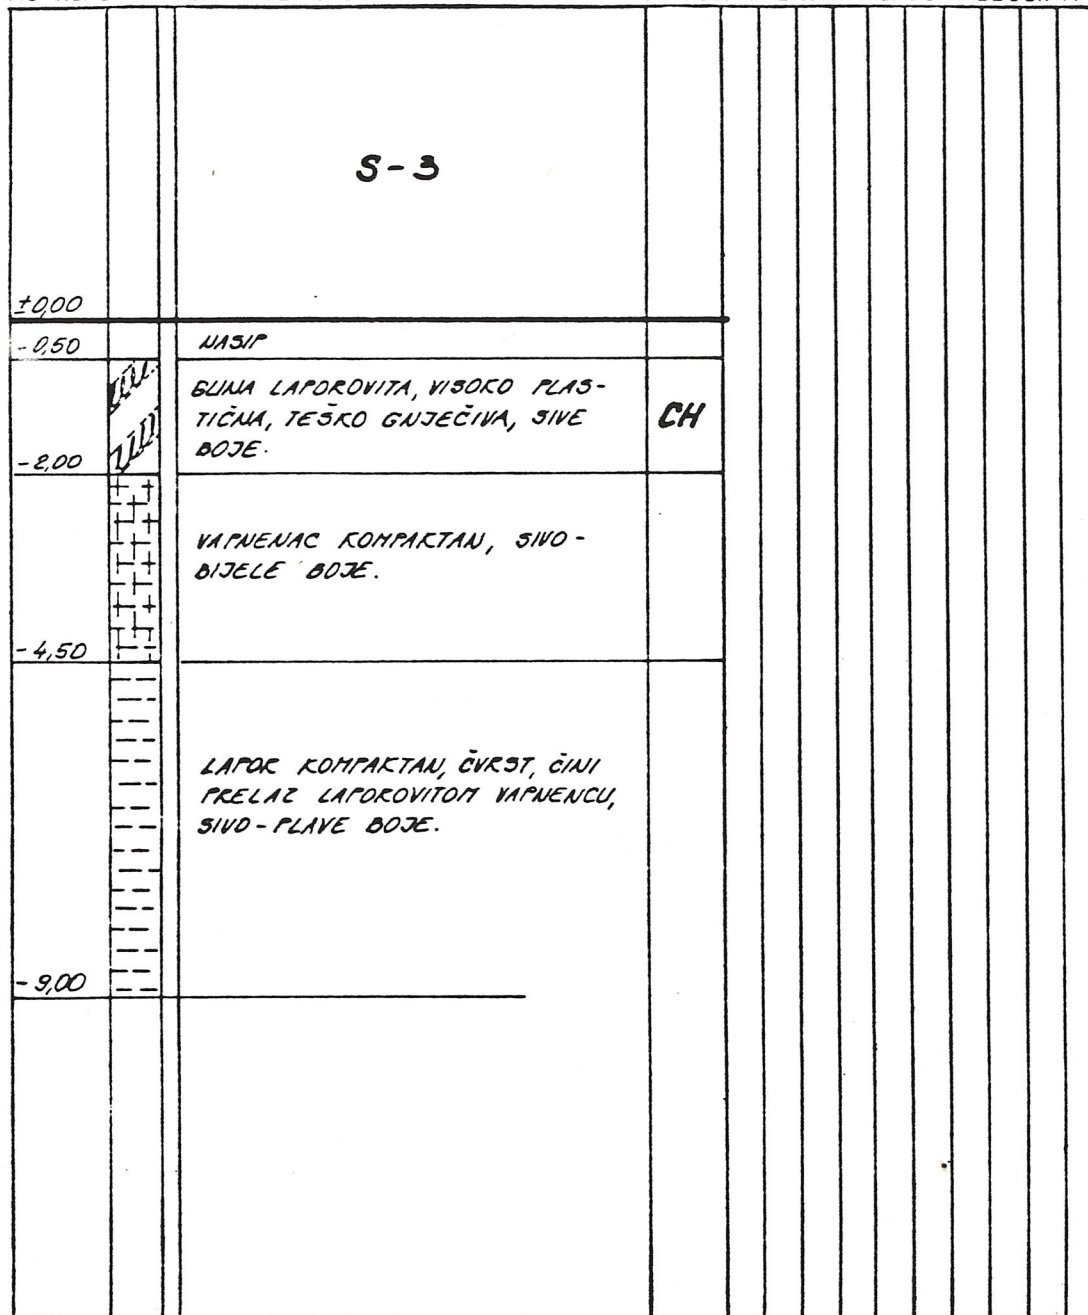 S-3
±0,00
-0,50 NASIP
GLINA LAPOROVITA, VISOKO PLAS-
TIČNA, TEŠKO GNJEČIVA, SIVE
BOJE.
CH
-2,00
VAPNENAC KOMPAKTAN, SIVO-
BIJELE BOJE.
-4,50
LAPOR KOMPAKTAN, ČVRST, ČINI
PRELAZ LAPOROVITOM VAPNENCU,
SIVO-PLAVE BOJE.
-9,00